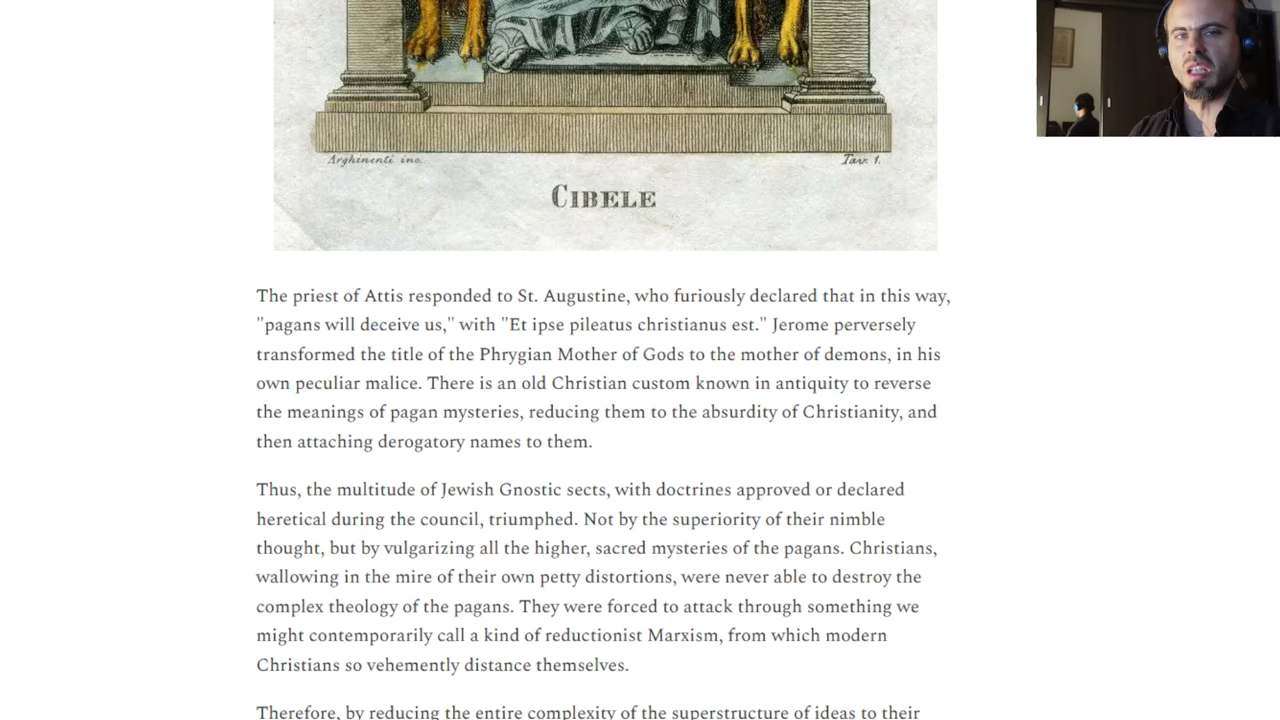 Arghinenti inc.
Tav. 1.
CIBELE
The priest of Attis responded to St. Augustine, who furiously declared that in this way,
"pagans will deceive us," with "Et ipse pileatus christianus est." Jerome perversely
transformed the title of the Phrygian Mother of Gods to the mother of demons, in his
own peculiar malice. There is an old Christian custom known in antiquity to reverse
the meanings of pagan mysteries, reducing them to the absurdity of Christianity, and
then attaching derogatory names to them.
Thus, the multitude of Jewish Gnostic sects, with doctrines approved or declared
heretical during the council, triumphed. Not by the superiority of their nimble
thought, but by vulgarizing all the higher, sacred mysteries of the pagans. Christians,
wallowing in the mire of their own petty distortions, were never able to destroy the
complex theology of the pagans. They were forced to attack through something we
might contemporarily call a kind of reductionist Marxism, from which modern
Christians so vehemently distance themselves.
Therefore, by reducing the entire complexity of the superstructure of ideas to their